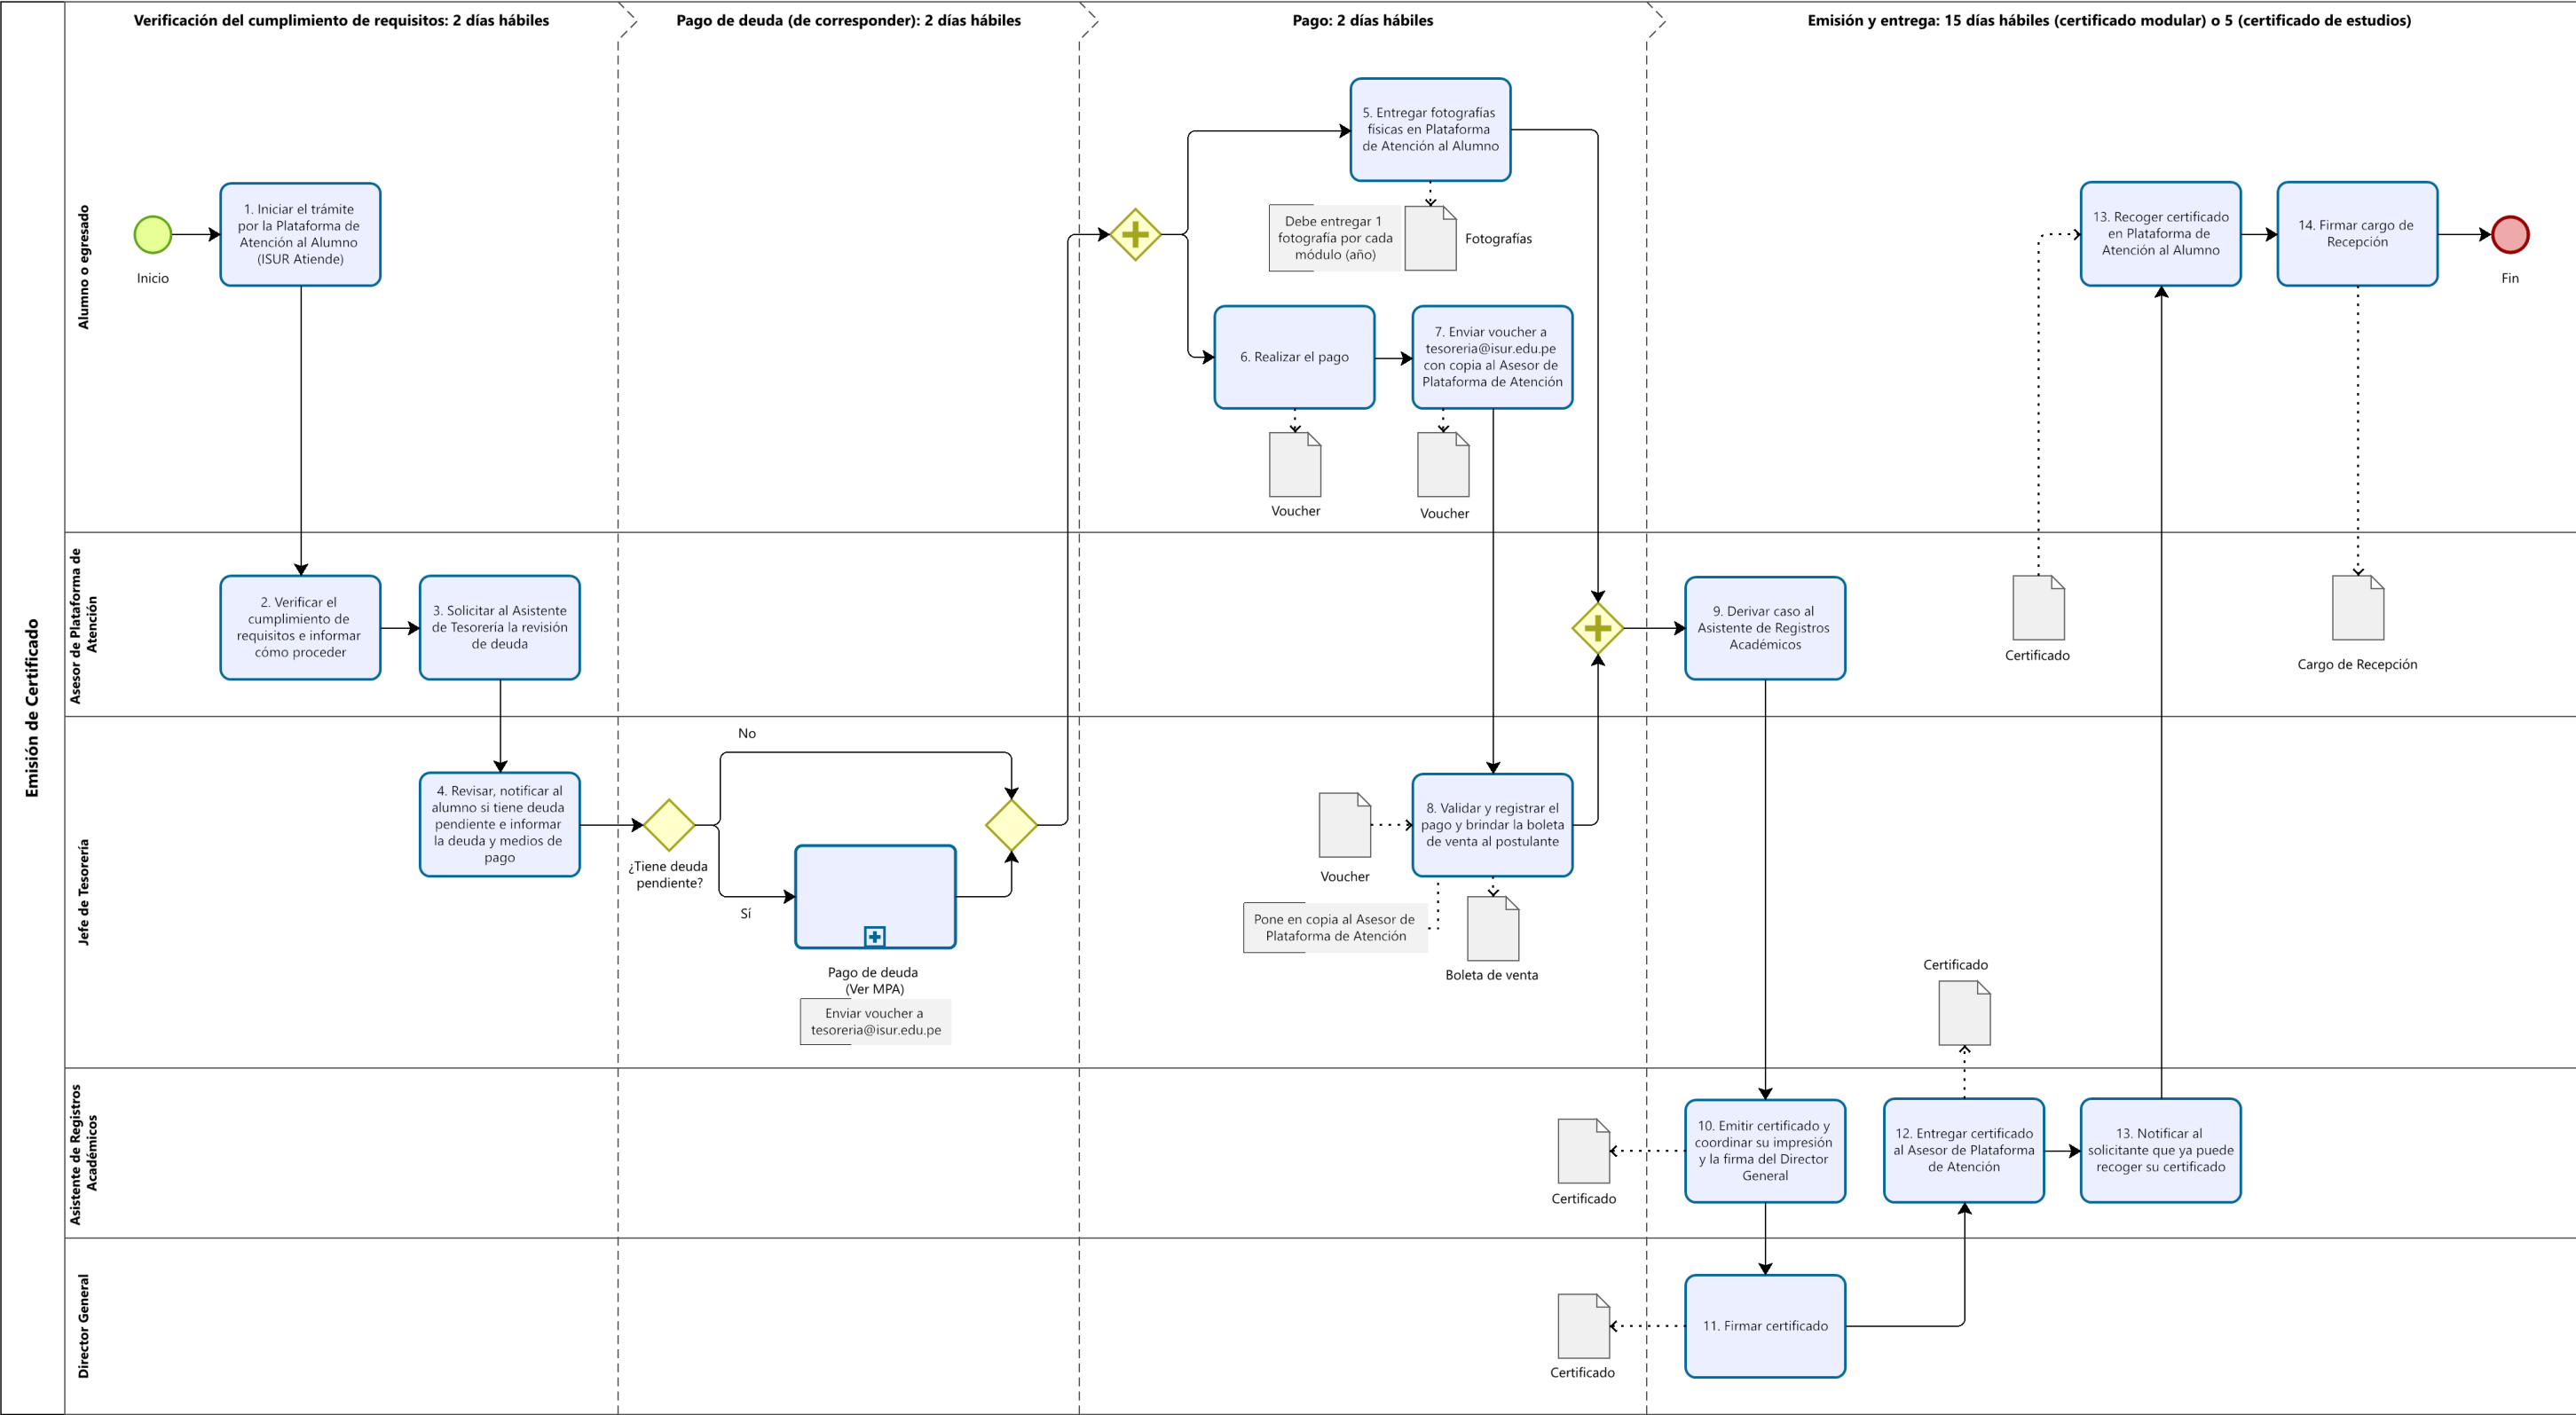 Verificación del cumplimiento de requisitos: 2 días hábiles
Pago de deuda (de corresponder): 2 días hábiles
Pago: 2 días hábiles
Emisión y entrega: 15 días hábiles (certificado modular) o 5 (certificado de estudios)
Emisión de Certificado
Alumno o egresado
Inicio
1. Iniciar el trámite
por la Plataforma de
Atención al Alumno
(ISUR Atiende)
5. Entregar fotografías
físicas en Plataforma
de Atención al Alumno
Debe entregar 1
fotografía por cada
módulo (año)
Fotografías
6. Realizar el pago
7. Enviar voucher a
tesoreria@isur.edu.pe
con copia al Asesor de
Plataforma de Atención
Voucher
Voucher
13. Recoger certificado
en Plataforma de
Atención al Alumno
14. Firmar cargo de
Recepción
Fin
Asesor de Plataforma de
Atención
2. Verificar el
cumplimiento de
requisitos e informar
cómo proceder
3. Solicitar al Asistente
de Tesorería la revisión
de deuda
9. Derivar caso al
Asistente de Registros
Académicos
Certificado
Cargo de Recepción
Jefe de Tesorería
4. Revisar, notificar al
alumno si tiene deuda
pendiente e informar
la deuda y medios de
pago
¿Tiene deuda
pendiente?
No
Sí
Pago de deuda
(Ver MPA)
Enviar voucher a
tesoreria@isur.edu.pe
Voucher
8. Validar y registrar el
pago y brindar la boleta
de venta al postulante
Pone en copia al Asesor de
Plataforma de Atención
Boleta de venta
Certificado
Asistente de Registros
Académicos
Certificado
10. Emitir certificado y
coordinar su impresión
y la firma del Director
General
12. Entregar certificado
al Asesor de Plataforma
de Atención
13. Notificar al
solicitante que ya puede
recoger su certificado
Director General
Certificado
11. Firmar certificado